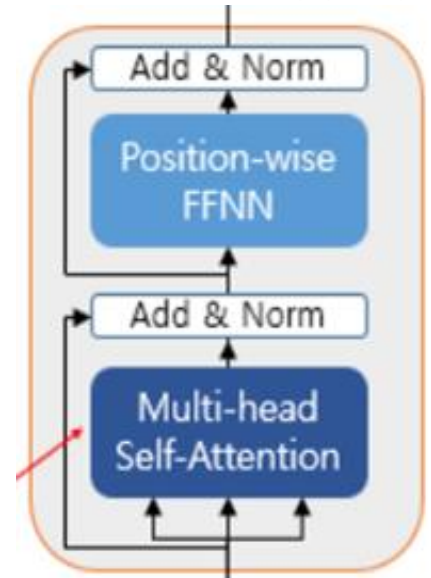 Add & Norm
Position-wise
FFNN
Add & Norm
Multi-head
Self-Attention